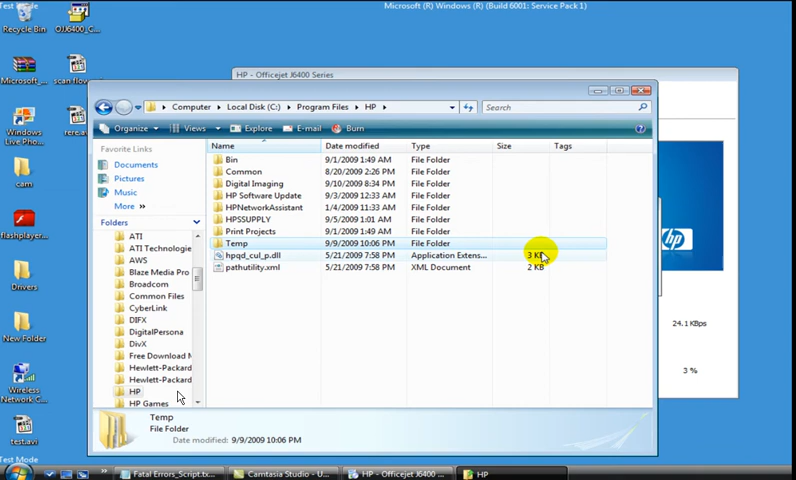 Test Mode
Microsoft (R) Windows (R) (Build 6001: Service Pack 1)
Recycle Bin
OJJ6400_C...
Microsoft_...
scan.flow...
Windows
Live Pho...
rere.av...
cam
flashplayer...
Drivers
New Folder
Wireless
Network C...
test.avi
Test Mode
HP - Officejet J6400 Series
Computer
Local Disk (C:)
Program Files
HP
Search
Organize
Views
Explore
E-mail
Burn
Favorite Links
Documents
Pictures
Music
More
Folders
ATI
ATI Technologie
AWS
Blaze Media Pro
Broadcom
Common Files
CyberLink
DIFX
DigitalPersona
DivX
Free Download M
Hewlett-Packard
Hewlett-Packard
HP
HP Games
Name Date modified Type Size Tags
Bin 9/1/2009 1:49 AM File Folder
Common 8/20/2009 2:26 PM File Folder
Digital Imaging 9/10/2009 8:34 PM File Folder
HP Software Update 9/3/2009 12:33 AM File Folder
HPNetworkAssistant 1/4/2009 11:33 AM File Folder
HPSSUPPLY 9/5/2009 1:01 AM File Folder
Print Projects 9/1/2009 1:49 AM File Folder
Temp 9/9/2009 10:06 PM File Folder
hpqd_cul_p.dll 5/21/2009 7:58 PM Application Extens... 3 KB
pathutility.xml 5/21/2009 7:58 PM XML Document 2 KB
Temp
File Folder
Date modified: 9/9/2009 10:06 PM
hp
24.1 KBps
3 %
Fatal Errors_Script.tx...
Camtasia Studio - U...
HP - Officejet J6400 ...
HP